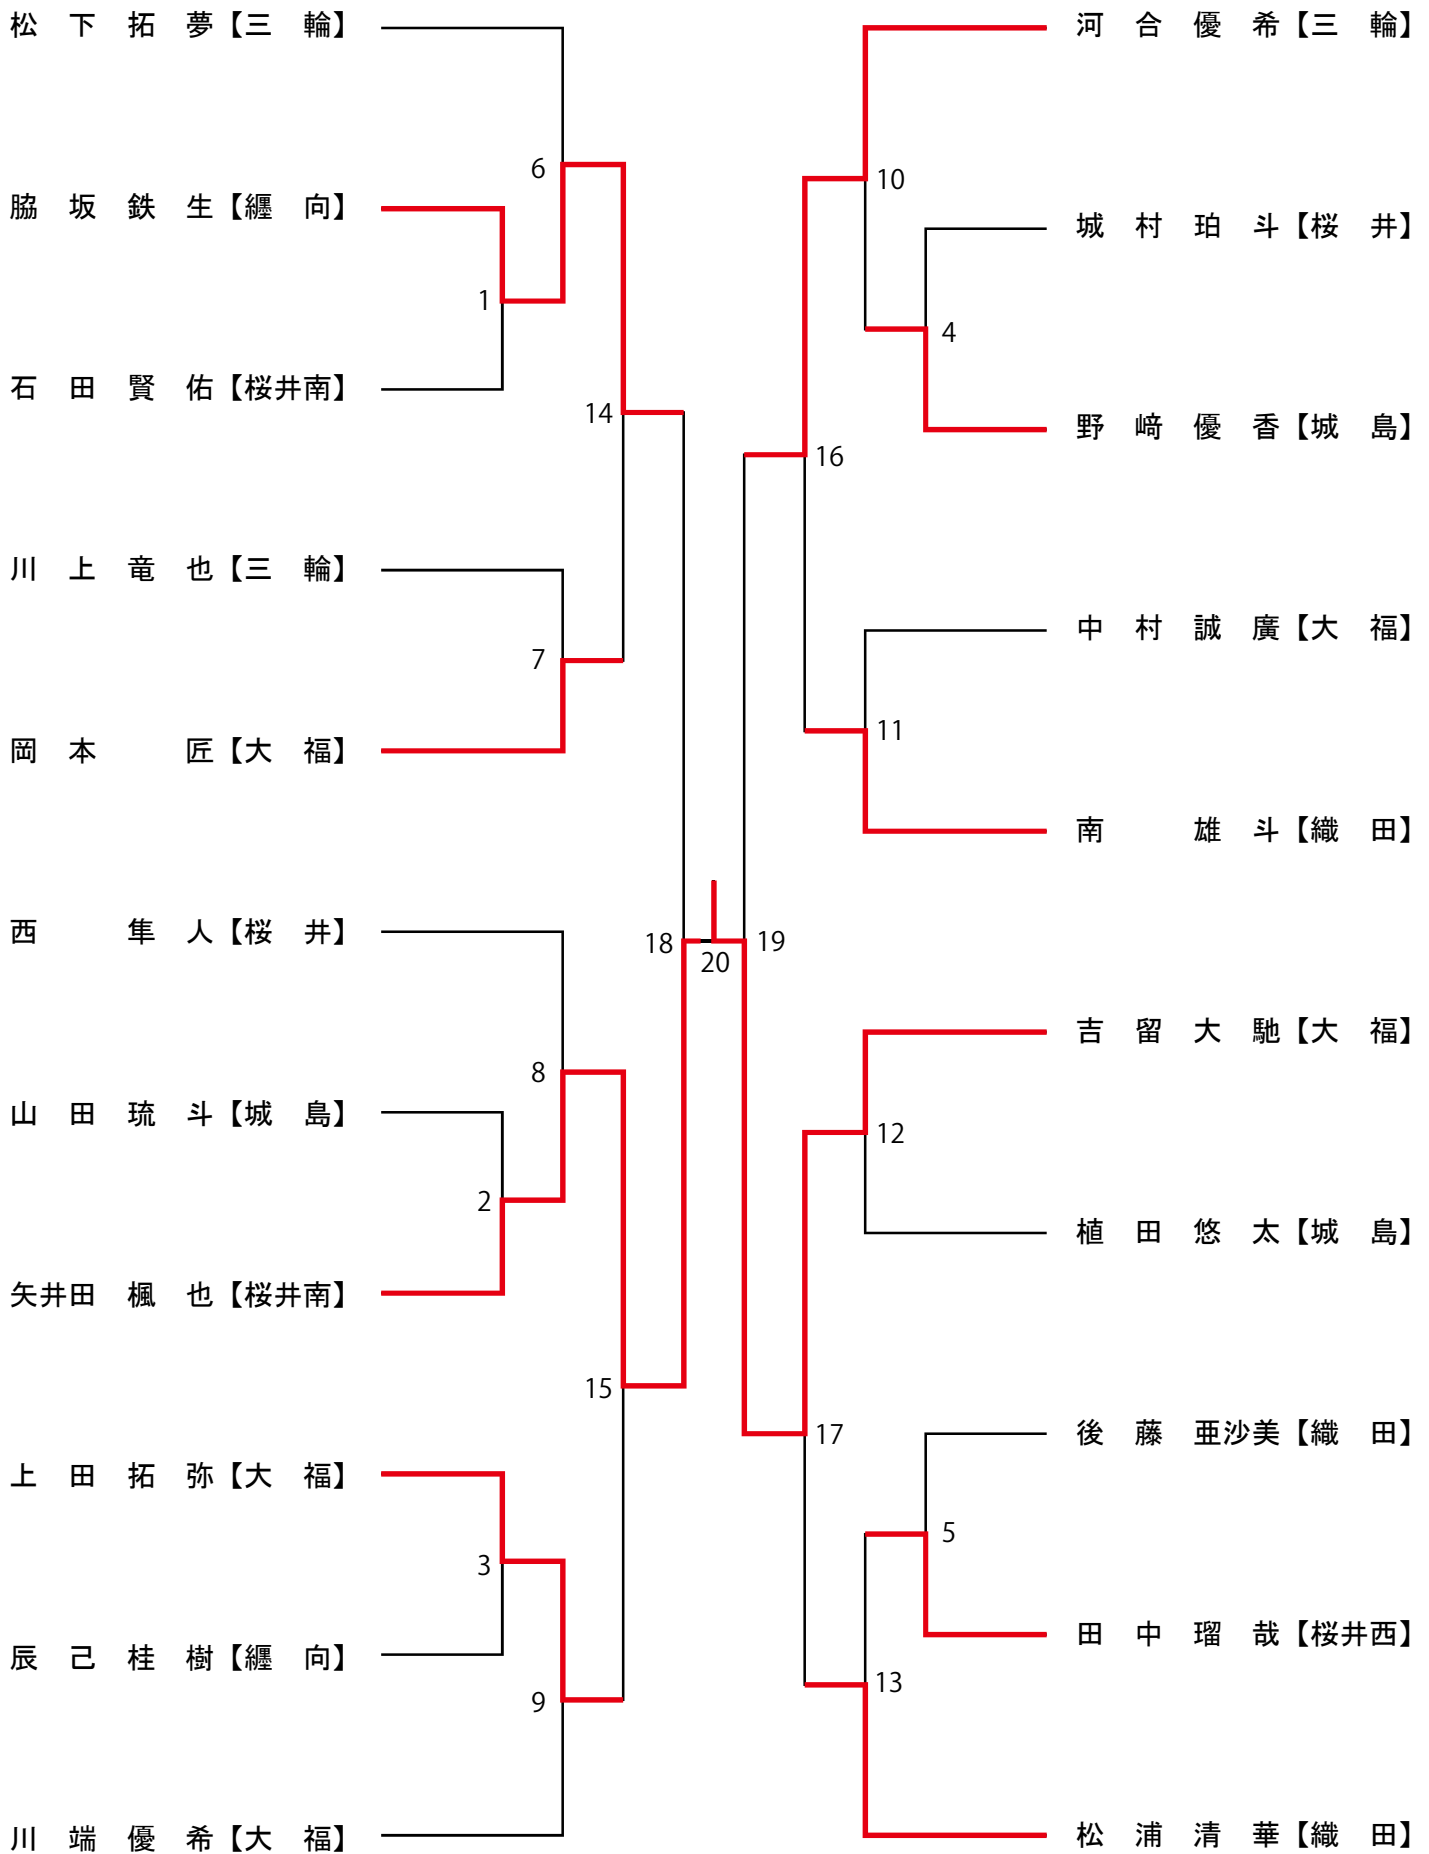 松下拓夢【三輪】
脇坂鉄生【纒向】
石田賢佑【桜井南】
川上竜也【三輪】
岡本匠【大福】
西隼人【桜井】
山田琉斗【城島】
矢井田楓也【桜井南】
上田拓弥【大福】
辰己桂樹【纒向】
川端優希【大福】
6
1
14
7
8
2
15
3
9
18
20
19
10
4
16
11
12
17
5
13
河合優希【三輪】
城村珀斗【桜井】
野﨑優香【城島】
中村誠廣【大福】
南雄斗【織田】
吉留大馳【大福】
植田悠太【城島】
後藤亜沙美【織田】
田中瑠哉【桜井西】
松浦清華【織田】